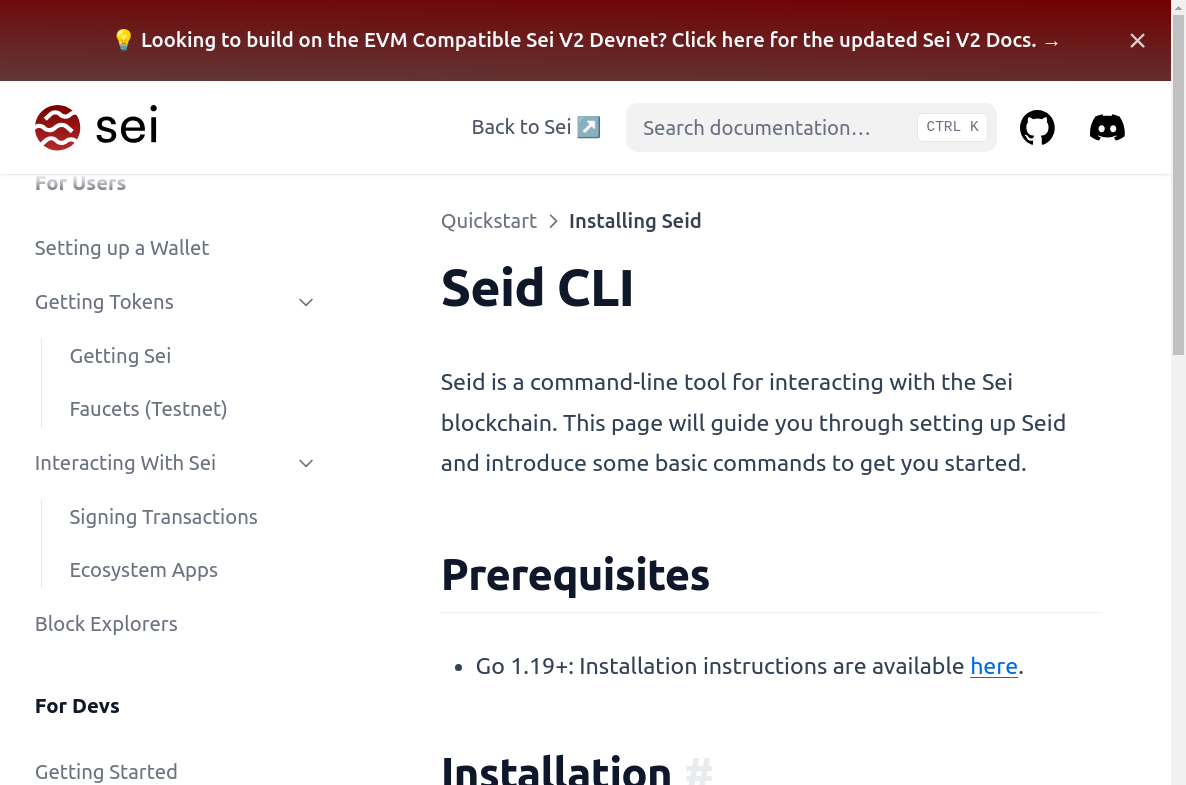 💡 Looking to build on the EVM Compatible Sei V2 Devnet? Click here for the updated Sei V2 Docs. →
sei
Back to Sei ↗️
Search documentation…
CTRL K
For Users
Setting up a Wallet
Getting Tokens
Getting Sei
Faucets (Testnet)
Interacting With Sei
Signing Transactions
Ecosystem Apps
Block Explorers
For Devs
Getting Started
Quickstart > Installing Seid
Seid CLI
Seid is a command-line tool for interacting with the Sei
blockchain. This page will guide you through setting up Seid
and introduce some basic commands to get you started.
Prerequisites
• Go 1.19+: Installation instructions are available here.
Installation #